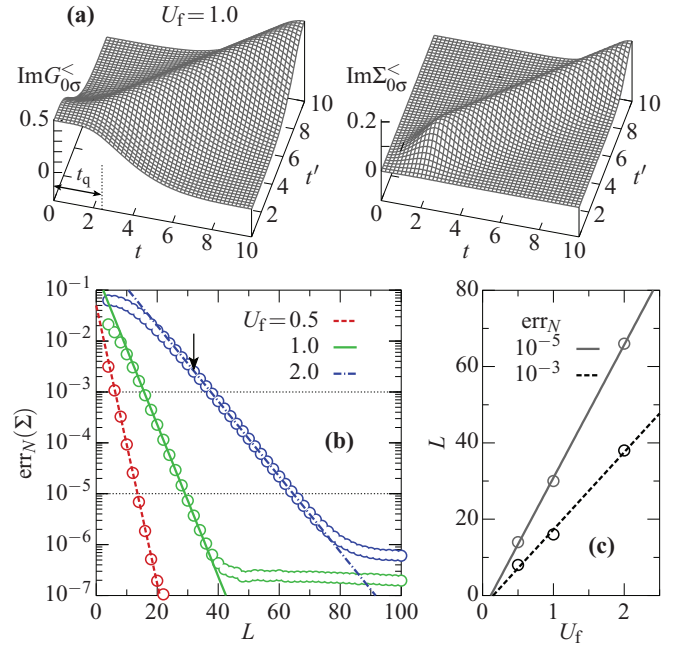 (a) U_f = 1.0
ImG^<_{0σ}
0.5
0
t_q
0 2 4 6 8 10
t
2 4 6 8 10
t′
ImΣ^<_{0σ}
0.2
0
0 2 4 6 8 10
t
2 4 6 8 10
t′
(b)
err_N(Σ)
10^{-1}
10^{-2}
10^{-3}
10^{-4}
10^{-5}
10^{-6}
10^{-7}
U_f = 0.5
1.0
2.0
0 20 40 60 80 100
L
(c)
L
80
60
40
20
0
err_N
10^{-5}
10^{-3}
0 1 2
U_f